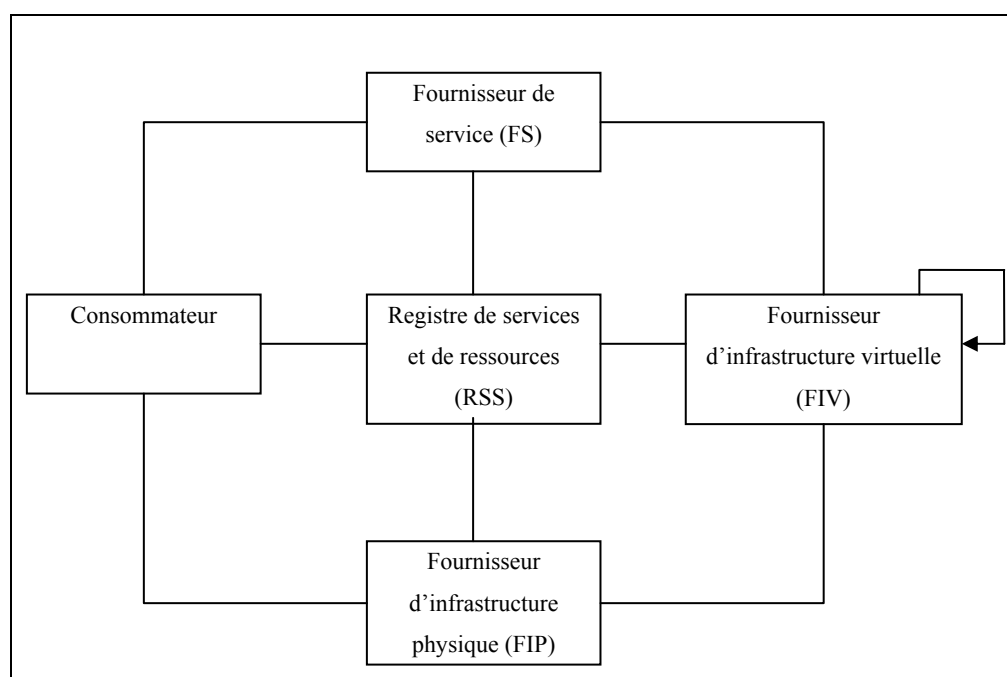 Fournisseur de
service (FS)
Consommateur
Registre de services
et de ressources
(RSS)
Fournisseur
d’infrastructure virtuelle
(FIV)
Fournisseur
d’infrastructure
physique (FIP)